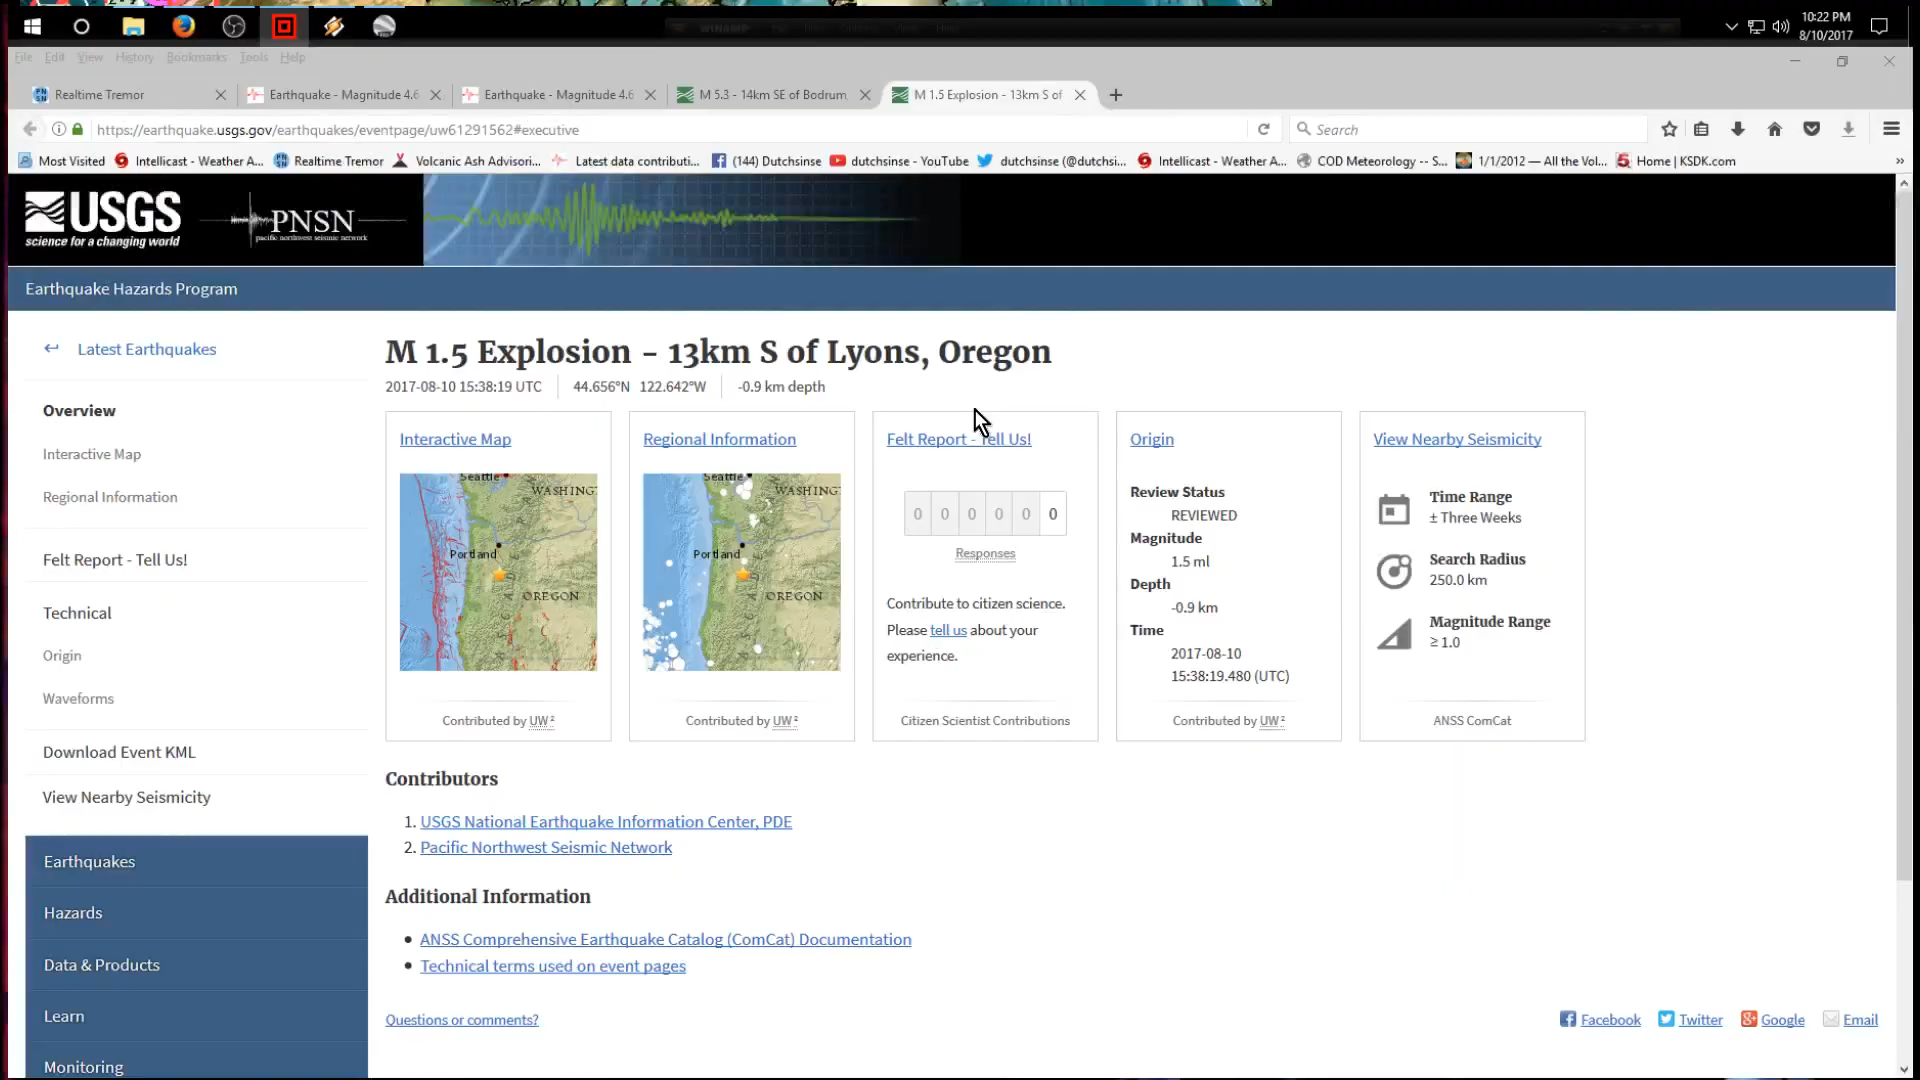 10:22 PM
8/10/2017
File Edit View History Bookmarks Tools Help
Realtime Tremor
Earthquake - Magnitude 4.6
Earthquake - Magnitude 4.6
M 5.3 - 14km SE of Bodrum,
M 1.5 Explosion - 13km S of
https://earthquake.usgs.gov/earthquakes/eventpage/uw61291562#executive
Search
Most Visited
Intellicast - Weather A...
Realtime Tremor
Volcanic Ash Advisori...
Latest data contributi...
(144) Dutchsinse
dutchsinse - YouTube
dutchsinse (@dutchsi...
Intellicast - Weather A...
COD Meteorology -- S...
1/1/2012 — All the Vol...
Home | KSDK.com
USGS
science for a changing world
PNSN
pacific northwest seismic network
Earthquake Hazards Program
Latest Earthquakes
Overview
Interactive Map
Regional Information
Felt Report - Tell Us!
Technical
Origin
Waveforms
Download Event KML
View Nearby Seismicity
Earthquakes
Hazards
Data & Products
Learn
Monitoring
M 1.5 Explosion - 13km S of Lyons, Oregon
2017-08-10 15:38:19 UTC 44.656°N 122.642°W -0.9 km depth
Interactive Map
Seattle
WASHING
Portland
OREGON
Contributed by UW 2
Regional Information
Seattle
WASHING
Portland
OREGON
Contributed by UW 2
Felt Report - Tell Us!
0 0 0 0 0 0
Responses
Contribute to citizen science.
Please tell us about your
experience.
Citizen Scientist Contributions
Origin
Review Status
REVIEWED
Magnitude
1.5 ml
Depth
-0.9 km
Time
2017-08-10
15:38:19.480 (UTC)
Contributed by UW 2
View Nearby Seismicity
Time Range
± Three Weeks
Search Radius
250.0 km
Magnitude Range
≥ 1.0
ANSS ComCat
Contributors
1. USGS National Earthquake Information Center, PDE
2. Pacific Northwest Seismic Network
Additional Information
• ANSS Comprehensive Earthquake Catalog (ComCat) Documentation
• Technical terms used on event pages
Questions or comments?
Facebook Twitter Google Email